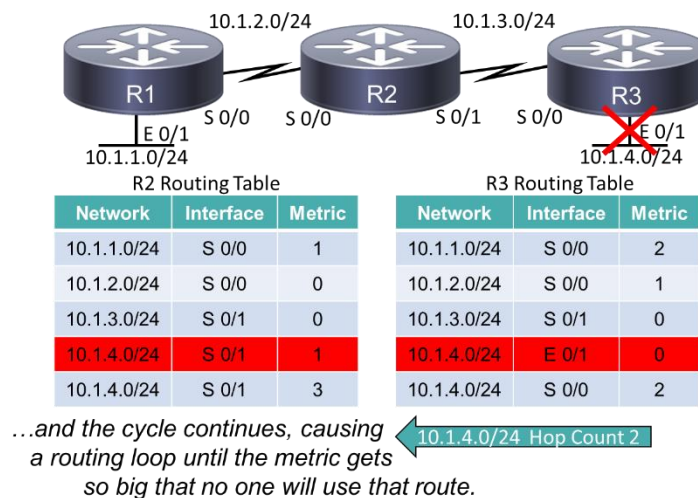 10.1.2.0/24 10.1.3.0/24
R1 R2 R3
S 0/0 S 0/0 S 0/1 S 0/0
E 0/1 E 0/1
10.1.1.0/24 10.1.4.0/24
R2 Routing Table R3 Routing Table
Network Interface Metric Network Interface Metric
10.1.1.0/24 S 0/0 1 10.1.1.0/24 S 0/0 2
10.1.2.0/24 S 0/0 0 10.1.2.0/24 S 0/0 1
10.1.3.0/24 S 0/1 0 10.1.3.0/24 S 0/1 0
10.1.4.0/24 S 0/1 1 10.1.4.0/24 E 0/1 0
10.1.4.0/24 S 0/1 3 10.1.4.0/24 S 0/0 2
…and the cycle continues, causing 10.1.4.0/24 Hop Count 2
a routing loop until the metric gets
so big that no one will use that route.